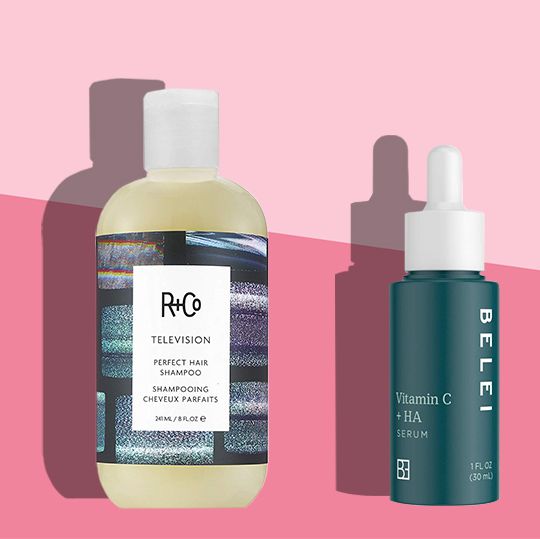 R+Co
TELEVISION
PERFECT HAIR
SHAMPOO
SHAMPOOING
CHEVEUX PARFAITS
241 ML / 8 FL OZ ℮
BELEI
Vitamin C
+ HA
SERUM
BB
1 FL OZ
(30 mL)